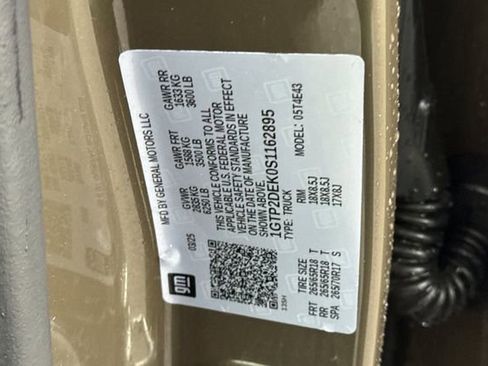 MFD BY GENERAL MOTORS LLC
03/25
GVWR
2835 KG
6250 LB
GAWR FRT
1588 KG
3500 LB
GAWR RR
1633 KG
3600 LB
THIS VEHICLE CONFORMS TO ALL
APPLICABLE U.S. FEDERAL MOTOR
VEHICLE SAFETY STANDARDS IN EFFECT
ON THE DATE OF MANUFACTURE
SHOWN ABOVE.
1GTP2DEK0S1162895
TYPE: TRUCK
05T4E43
gm
TIRE SIZE RIM
FRT 265/65R18 T 18X8.5J
RR 265/65R18 T 18X8.5J
SPA 265/70R17 S 17X8J